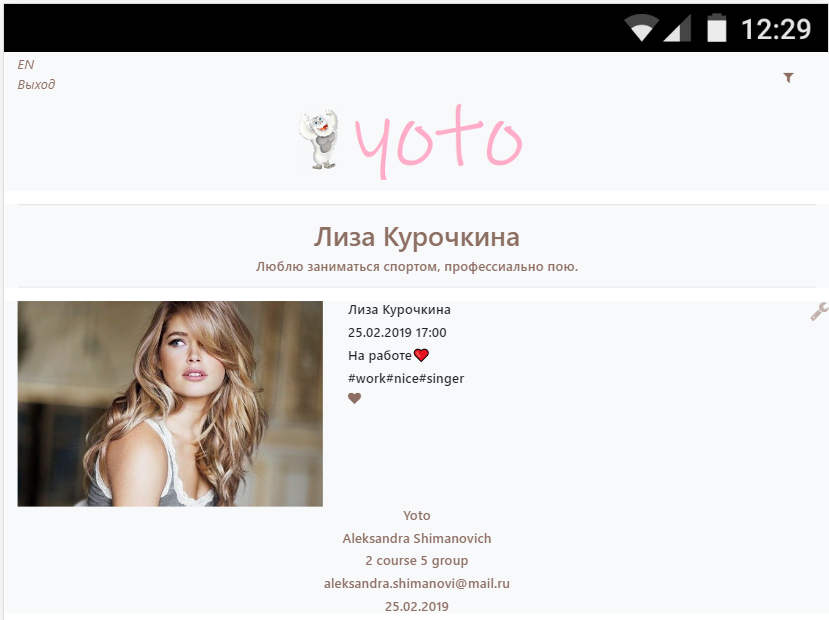 12:29
EN
Выход
yoto
Лиза Курочкина
Люблю заниматься спортом, профессиально пою.
Лиза Курочкина
25.02.2019 17:00
На работе❤
#work#nice#singer
Yoto
Aleksandra Shimanovich
2 course 5 group
aleksandra.shimanovi@mail.ru
25.02.2019